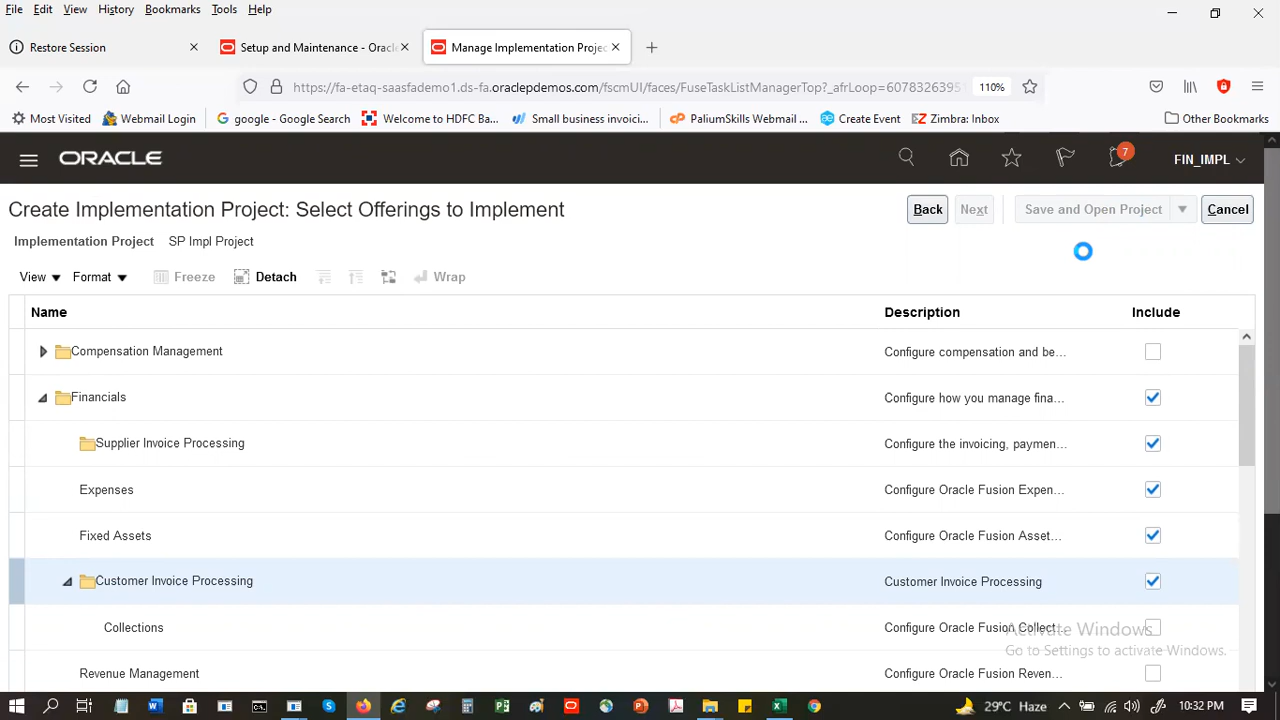 File Edit View History Bookmarks Tools Help
Restore Session
Setup and Maintenance - Oracle
Manage Implementation Projec
https://fa-etaq-saasfademo1.ds-fa.oraclepdemos.com/fscmUI/faces/FuseTaskListManagerTop?_afrLoop=6078326395 110%
Most Visited Webmail Login google - Google Search Welcome to HDFC Ba... Small business invoici... PaliumSkills Webmail ... Create Event Zimbra: Inbox Other Bookmarks
ORACLE 7 FIN_IMPL
Create Implementation Project: Select Offerings to Implement Back Next Save and Open Project Cancel
Implementation Project SP Impl Project
View Format Freeze Detach Wrap
Name Description Include
Compensation Management Configure compensation and be...
Financials Configure how you manage fina...
Supplier Invoice Processing Configure the invoicing, paymen...
Expenses Configure Oracle Fusion Expen...
Fixed Assets Configure Oracle Fusion Asset...
Customer Invoice Processing Customer Invoice Processing
Collections Configure Oracle Fusion Collect...
Revenue Management Configure Oracle Fusion Reven...
Activate Windows
Go to Settings to activate Windows.
29°C Haze 10:32 PM